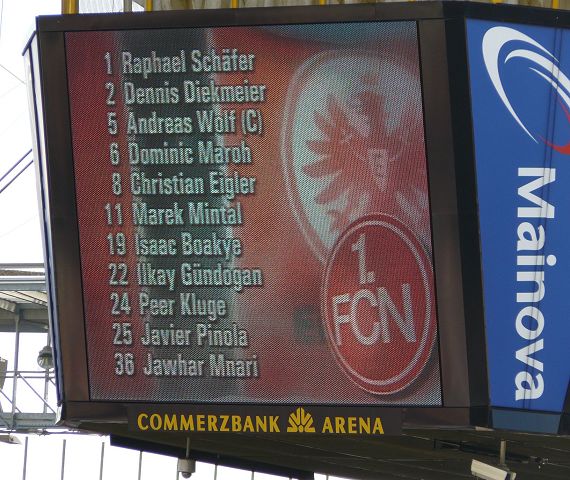 1 Raphael Schäfer
2 Dennis Diekmeier
5 Andreas Wolf (C)
6 Dominic Maroh
8 Christian Eigler
11 Marek Mintal
19 Isaac Boakye
22 Ilkay Gündogan
24 Peer Kluge
25 Javier Pinola
36 Jawhar Mnari
1.
FCN
COMMERZBANK ARENA
Mainova